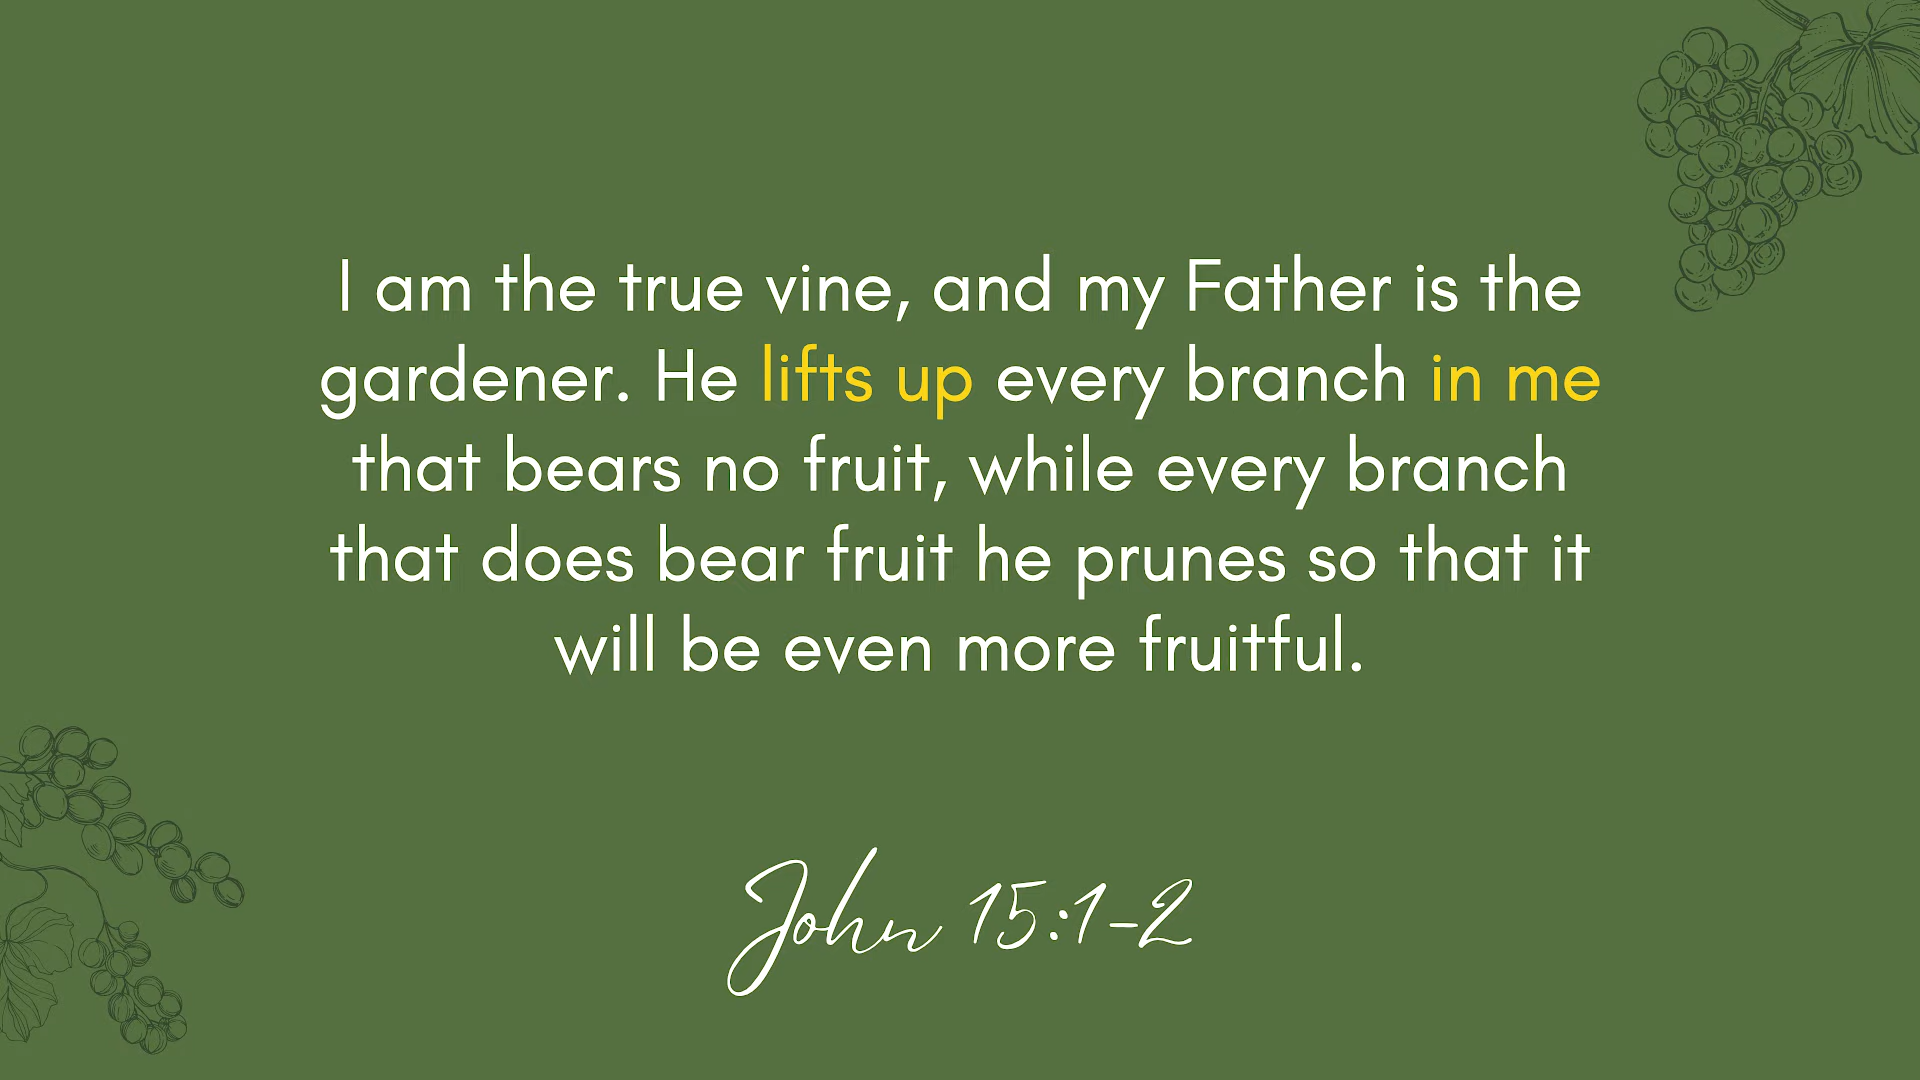 I am the true vine, and my Father is the
gardener. He lifts up every branch in me
that bears no fruit, while every branch
that does bear fruit he prunes so that it
will be even more fruitful.
John 15:1-2